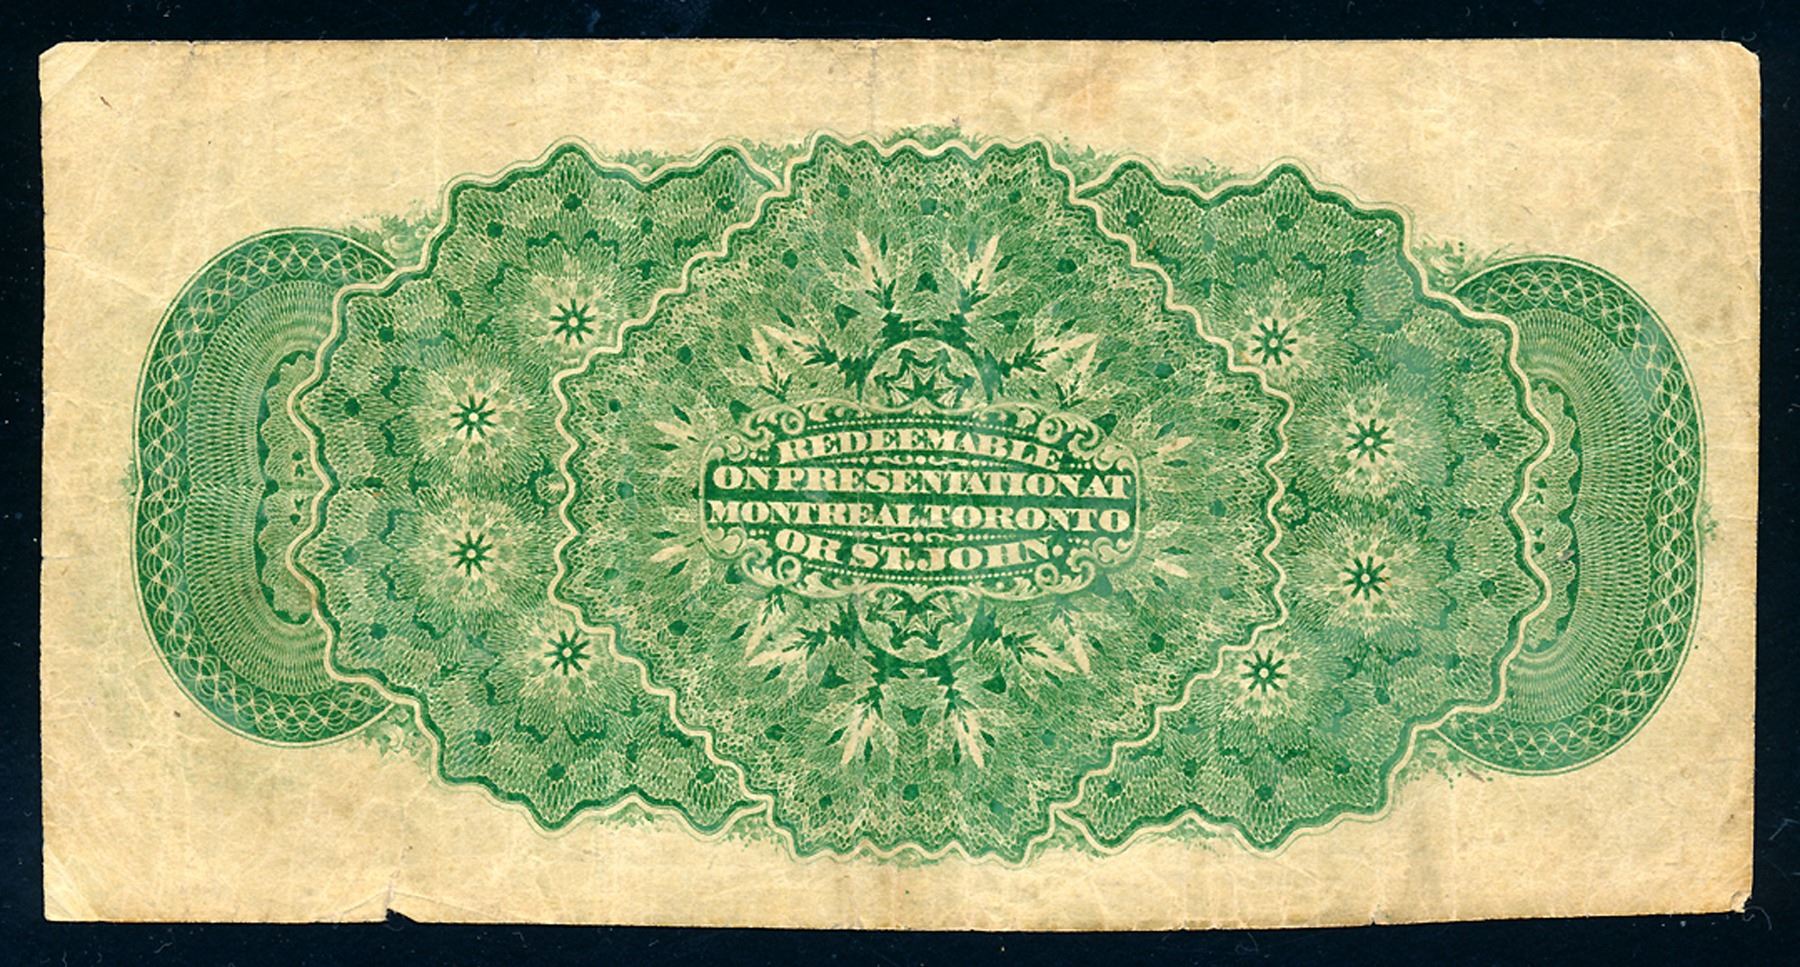 REDEEMABLE
ON PRESENTATION AT
MONTREAL, TORONTO
OR ST. JOHN.